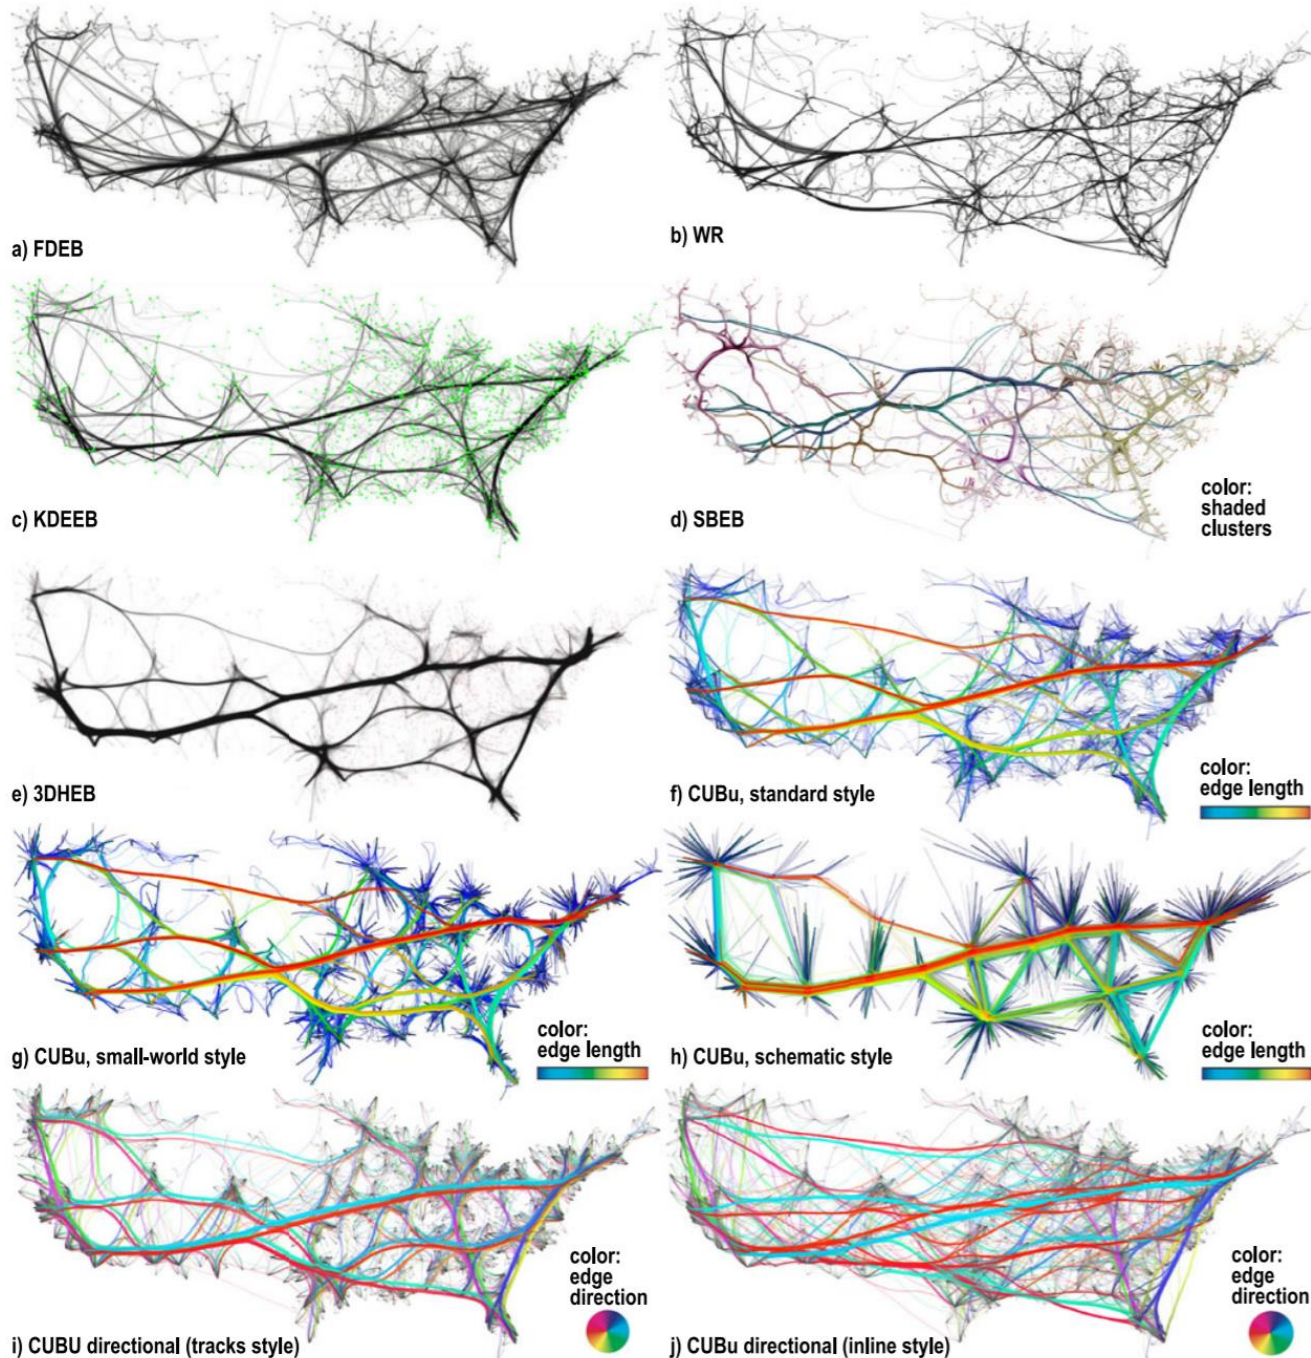 a) FDEB
b) WR
c) KDEEB
d) SBEB
color:
shaded
clusters
e) 3DHEB
f) CUBu, standard style
color:
edge length
g) CUBu, small-world style
color:
edge length
h) CUBu, schematic style
color:
edge length
i) CUBU directional (tracks style)
color:
edge
direction
j) CUBu directional (inline style)
color:
edge
direction